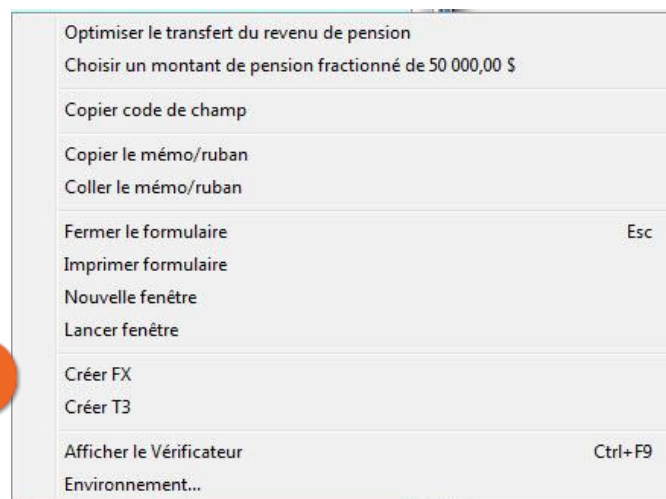 Optimiser le transfert du revenu de pension
Choisir un montant de pension fractionné de 50 000,00 $
Copier code de champ
Copier le mémo/ruban
Coller le mémo/ruban
Fermer le formulaire Esc
Imprimer formulaire
Nouvelle fenêtre
Lancer fenêtre
Créer FX
Créer T3
Afficher le Vérificateur Ctrl+F9
Environnement...